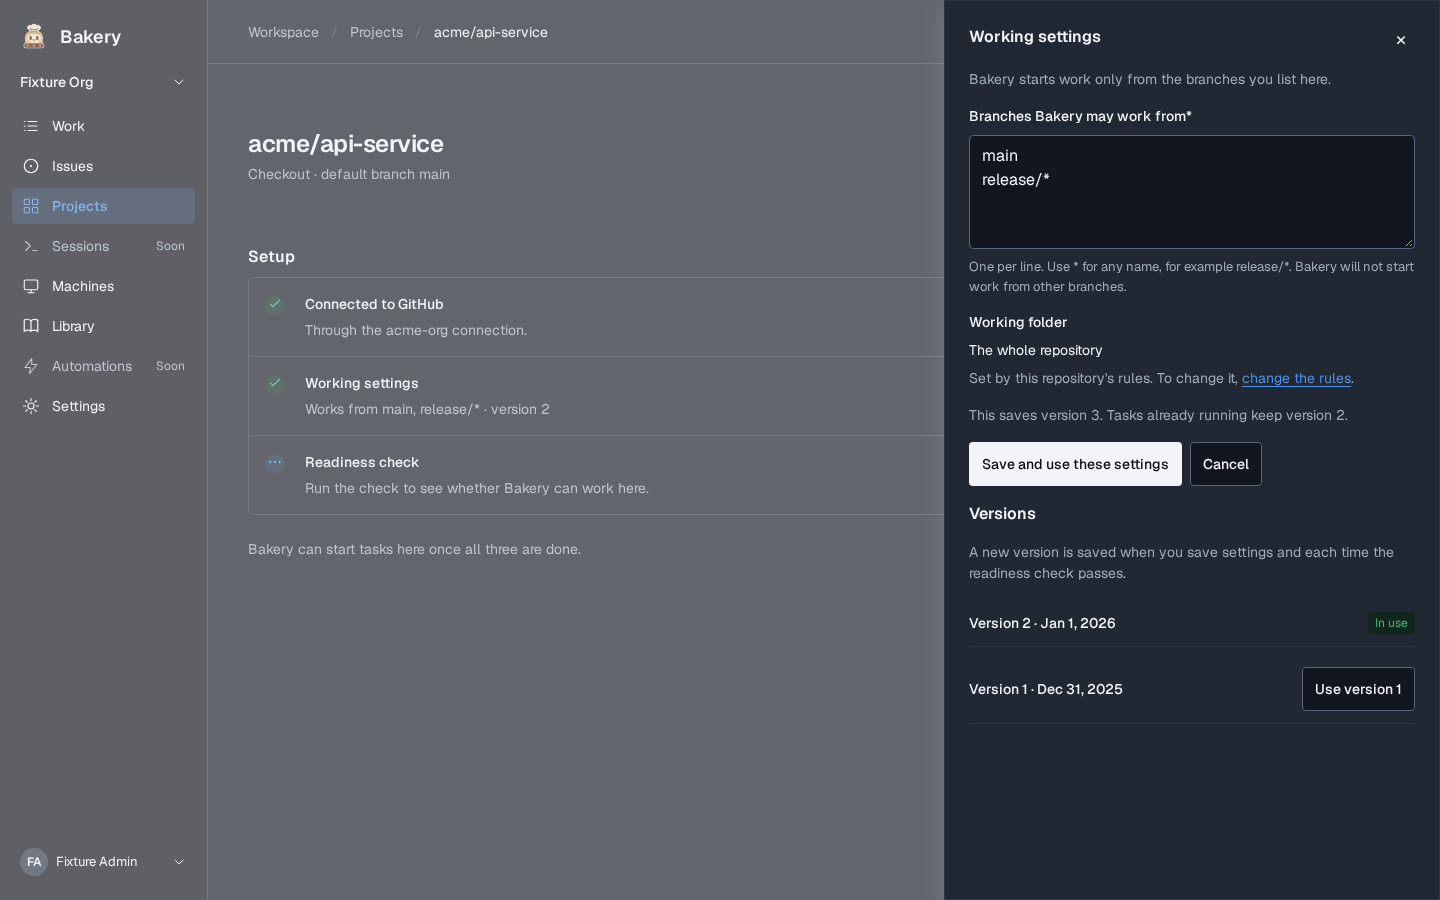 Bakery
Fixture Org
Work
Issues
Projects
Sessions Soon
Machines
Library
Automations Soon
Settings
FA Fixture Admin
Workspace / Projects / acme/api-service
acme/api-service
Checkout · default branch main
Setup
Connected to GitHub
Through the acme-org connection.
Working settings
Works from main, release/* · version 2
Readiness check
Run the check to see whether Bakery can work here.
Bakery can start tasks here once all three are done.
Working settings
Bakery starts work only from the branches you list here.
Branches Bakery may work from*
main
release/*
One per line. Use * for any name, for example release/*. Bakery will not start
work from other branches.
Working folder
The whole repository
Set by this repository's rules. To change it, change the rules.
This saves version 3. Tasks already running keep version 2.
Save and use these settings Cancel
Versions
A new version is saved when you save settings and each time the
readiness check passes.
Version 2 · Jan 1, 2026 In use
Version 1 · Dec 31, 2025 Use version 1